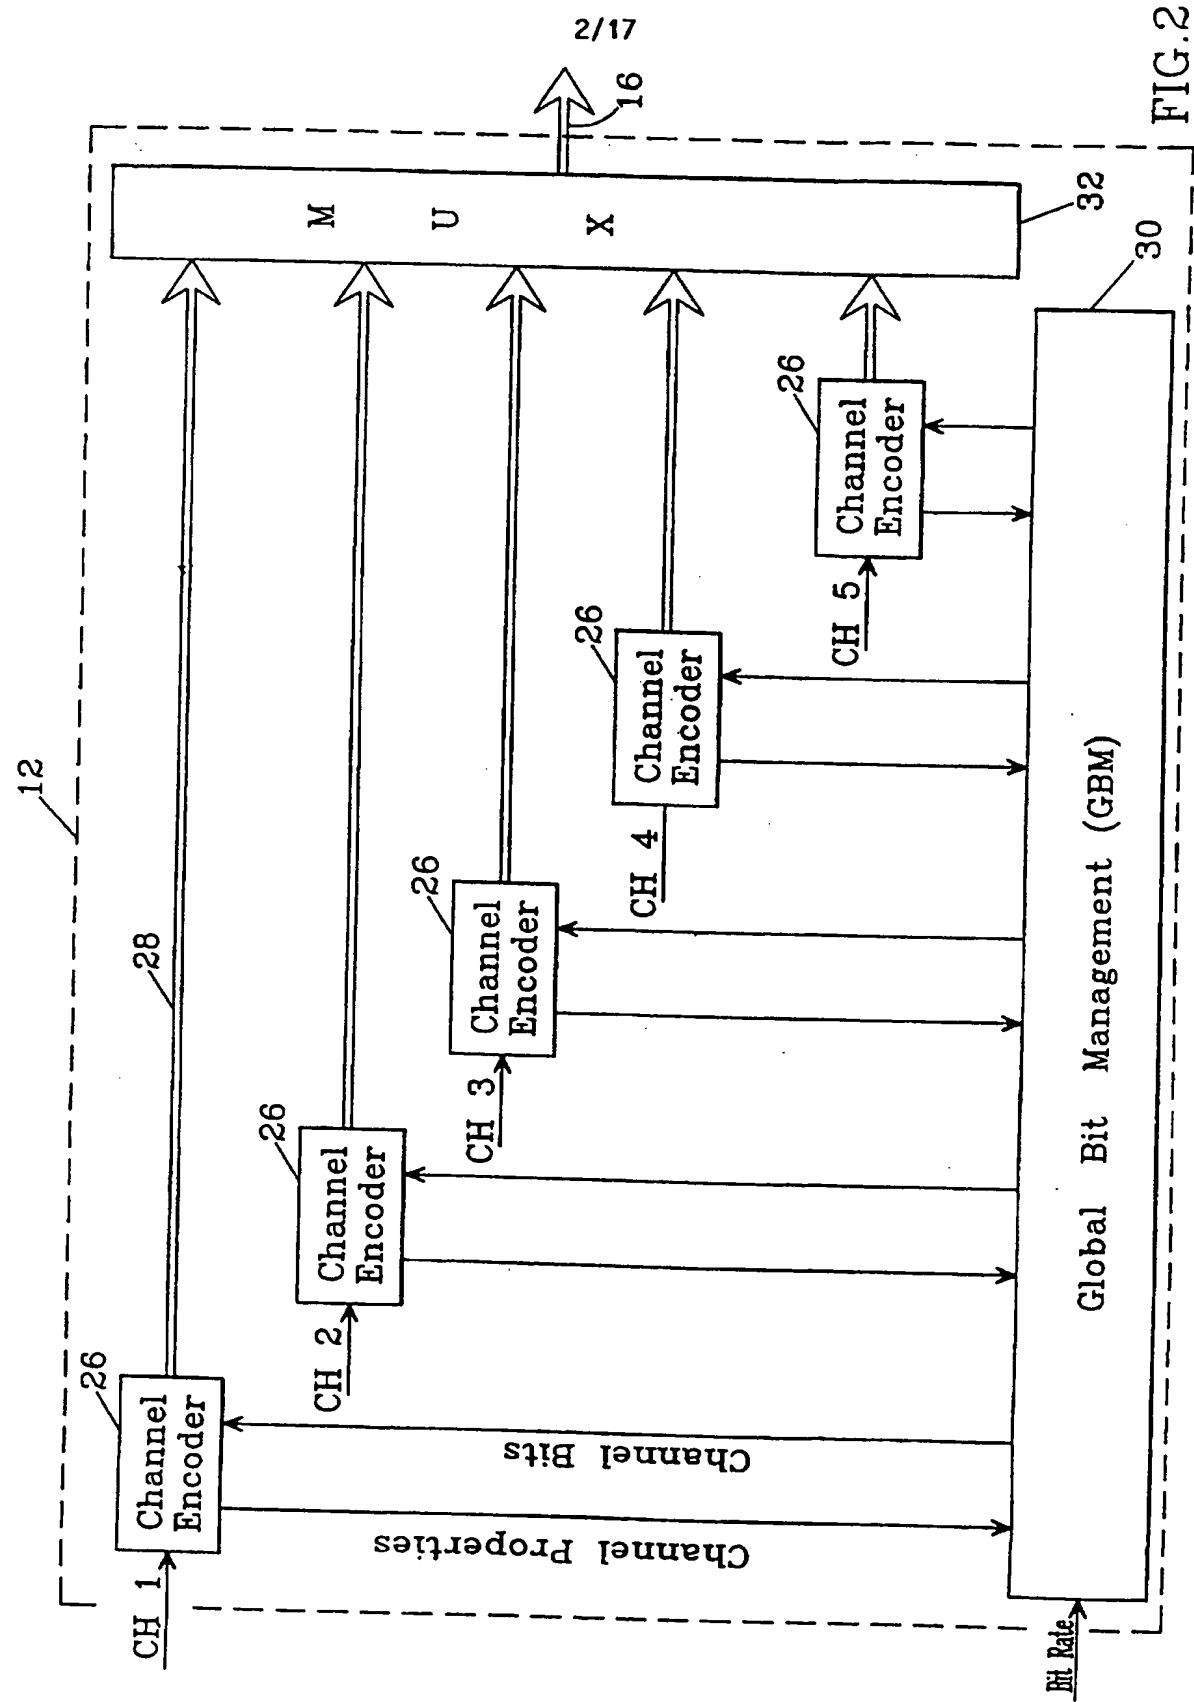 2/17
FIG.2
12
16
28
M U X
32
30
26
Channel
Encoder
CH 1
26
Channel
Encoder
CH 2
26
Channel
Encoder
CH 3
26
Channel
Encoder
CH 4
26
Channel
Encoder
CH 5
Channel Properties
Channel Bits
Global Bit Management (GBM)
Bit Rate